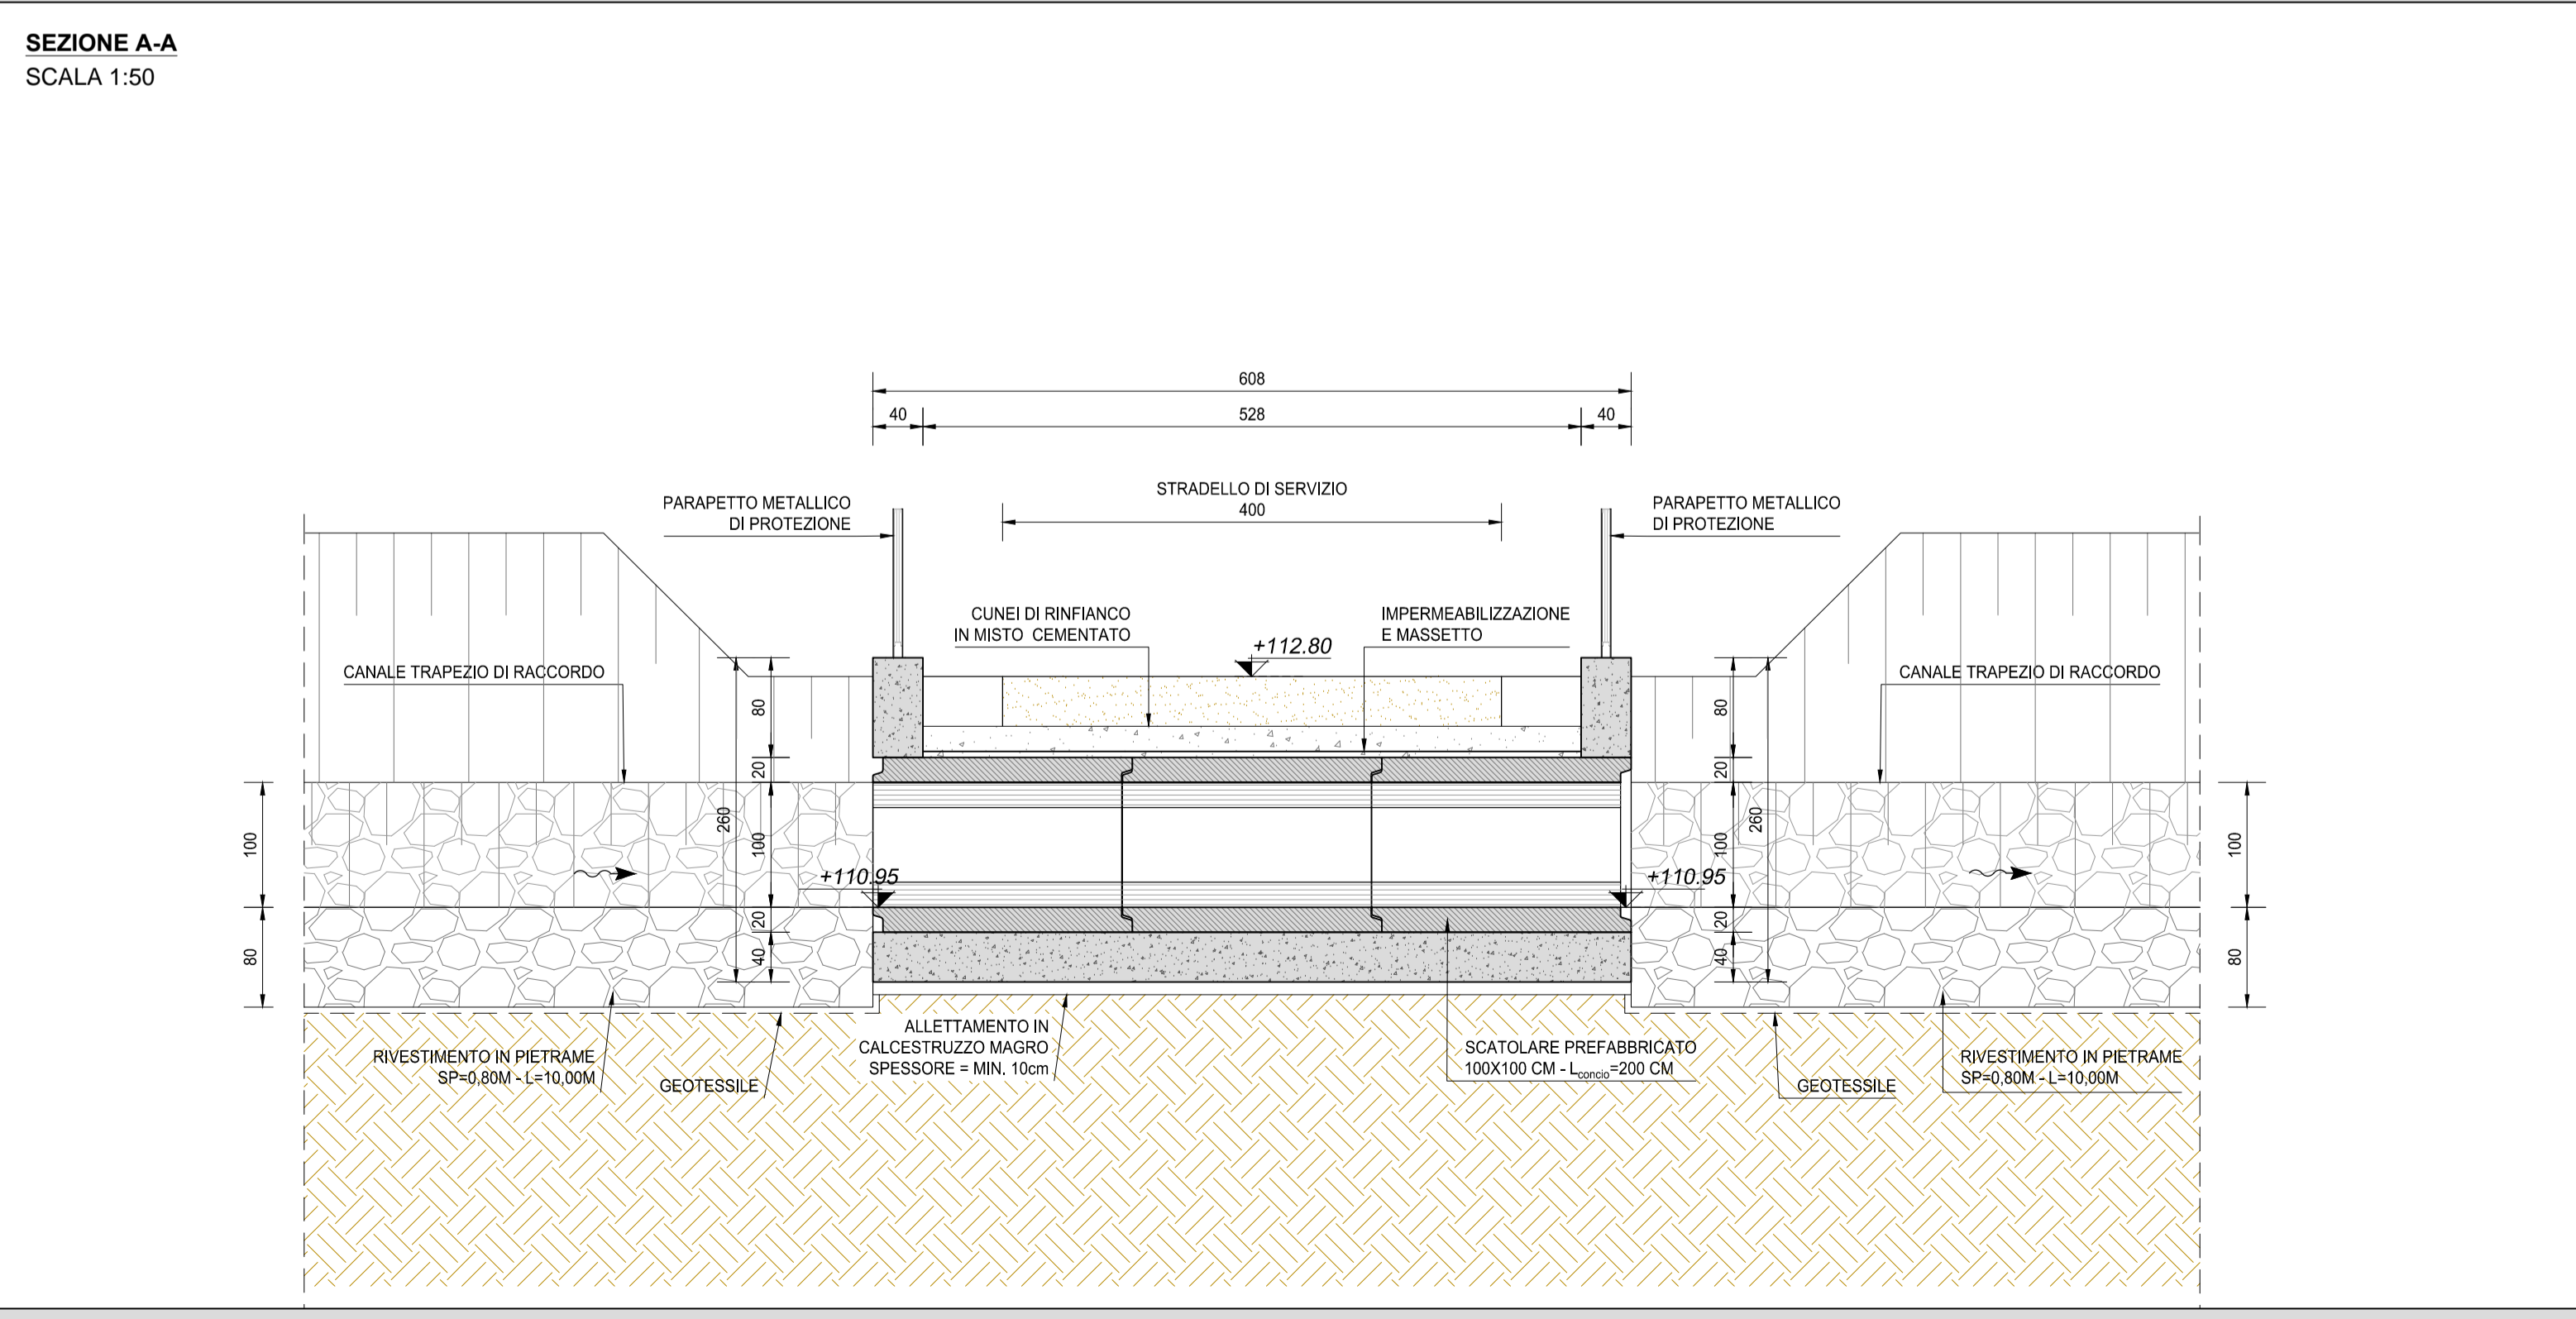 SEZIONE A-A
SCALA 1:50
608
40
528
40
PARAPETTO METALLICO
DI PROTEZIONE
STRADELLO DI SERVIZIO
400
PARAPETTO METALLICO
DI PROTEZIONE
CUNEI DI RINFIANCO
IN MISTO CEMENTATO
+112.80
IMPERMEABILIZZAZIONE
E MASSETTO
CANALE TRAPEZIO DI RACCORDO
CANALE TRAPEZIO DI RACCORDO
80
20
260
100
20
40
100
80
+110.95
+110.95
80
20
260
100
20
40
100
80
ALLETTAMENTO IN
CALCESTRUZZO MAGRO
SPESSORE = MIN. 10cm
RIVESTIMENTO IN PIETRAME
SP=0,80M - L=10,00M
GEOTESSILE
SCATOLARE PREFABBRICATO
100X100 CM - Lconcio=200 CM
GEOTESSILE
RIVESTIMENTO IN PIETRAME
SP=0,80M - L=10,00M